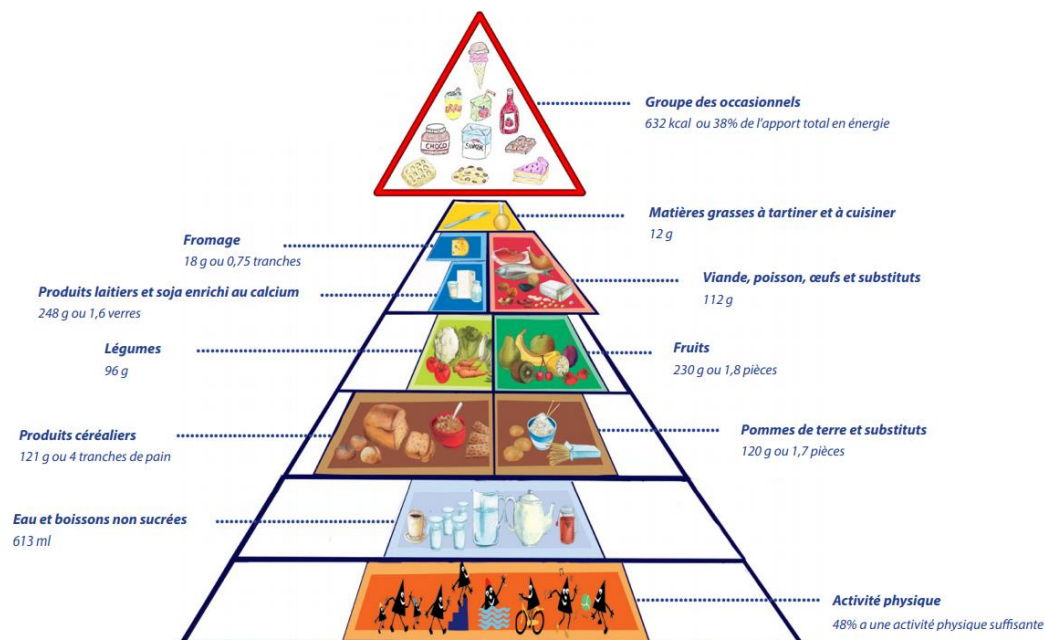 Groupe des occasionnels
632 kcal ou 38% de l'apport total en énergie
CHOCO
Matières grasses à tartiner et à cuisiner
12 g
Fromage
18 g ou 0,75 tranches
Viande, poisson, œufs et substituts
112 g
Produits laitiers et soja enrichi au calcium
248 g ou 1,6 verres
Légumes
96 g
Fruits
230 g ou 1,8 pièces
Produits céréaliers
121 g ou 4 tranches de pain
Pommes de terre et substituts
120 g ou 1,7 pièces
Eau et boissons non sucrées
613 ml
Activité physique
48% a une activité physique suffisante